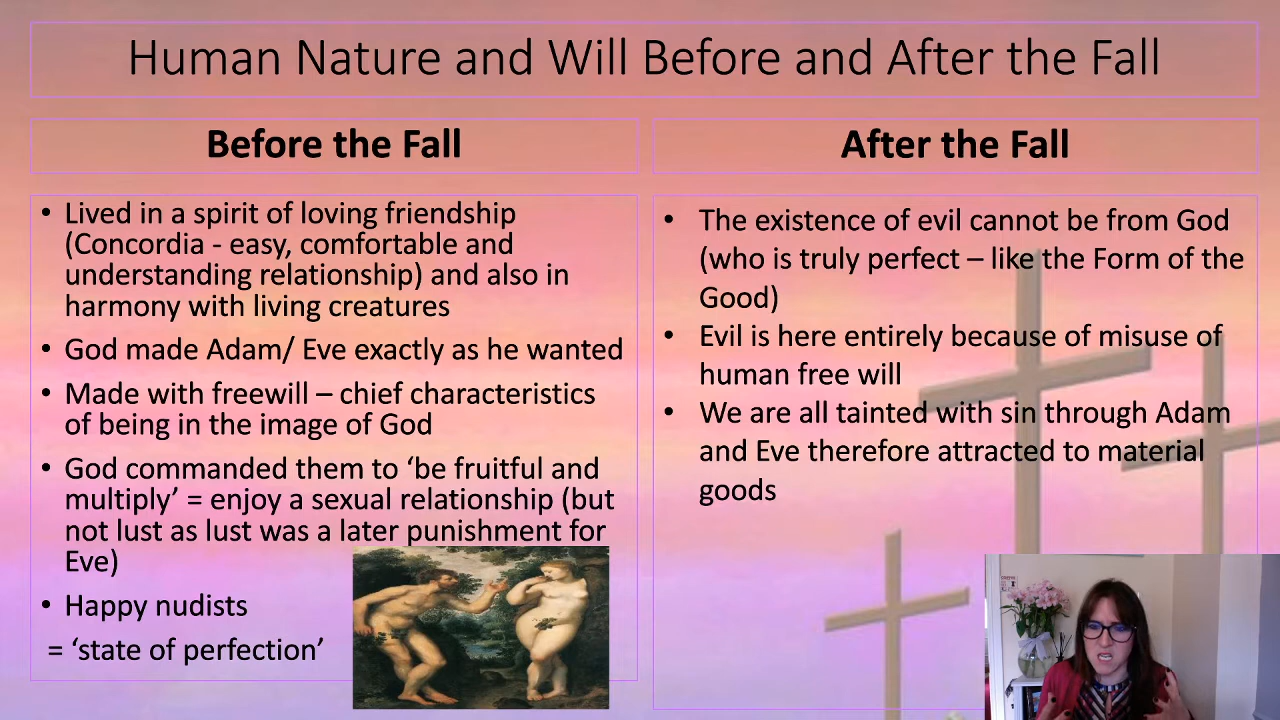 Human Nature and Will Before and After the Fall
Before the Fall
• Lived in a spirit of loving friendship
(Concordia - easy, comfortable and
understanding relationship) and also in
harmony with living creatures
• God made Adam/ Eve exactly as he wanted
• Made with freewill – chief characteristics
of being in the image of God
• God commanded them to ‘be fruitful and
multiply’ = enjoy a sexual relationship (but
not lust as lust was a later punishment for
Eve)
• Happy nudists
= ‘state of perfection’
After the Fall
• The existence of evil cannot be from God
(who is truly perfect – like the Form of the
Good)
• Evil is here entirely because of misuse of
human free will
• We are all tainted with sin through Adam
and Eve therefore attracted to material
goods